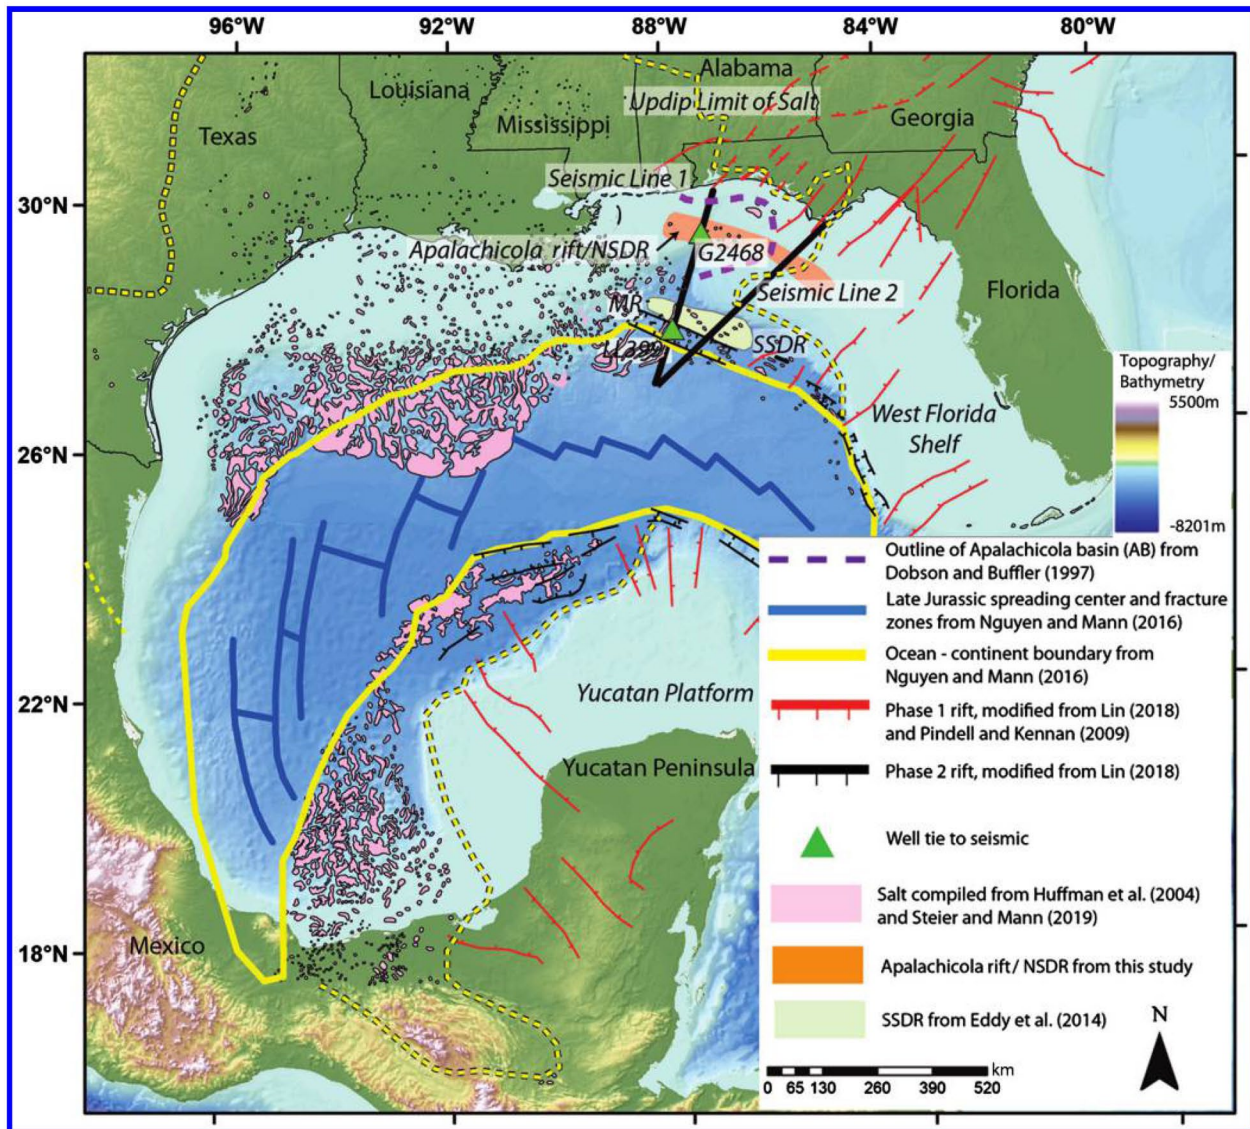 96°W 92°W 88°W 84°W 80°W
Alabama
Louisiana
Updip Limit of Salt
Mississippi
Georgia
Texas
Seismic Line 1
30°N
Apalachicola rift/NSDR
G2468
Florida
Seismic Line 2
MR
LL399
SSDR
Topography/
Bathymetry
5500m
West Florida
Shelf
26°N
-8201m
Outline of Apalachicola basin (AB) from
Dobson and Buffler (1997)
Late Jurassic spreading center and fracture
zones from Nguyen and Mann (2016)
Ocean - continent boundary from
Nguyen and Mann (2016)
Yucatan Platform
22°N
Phase 1 rift, modified from Lin (2018)
and Pindell and Kennan (2009)
Yucatan Peninsula
Phase 2 rift, modified from Lin (2018)
Well tie to seismic
Salt compiled from Huffman et al. (2004)
and Steier and Mann (2019)
Mexico
18°N
Apalachicola rift/ NSDR from this study
SSDR from Eddy et al. (2014)
N
km
0 65 130 260 390 520